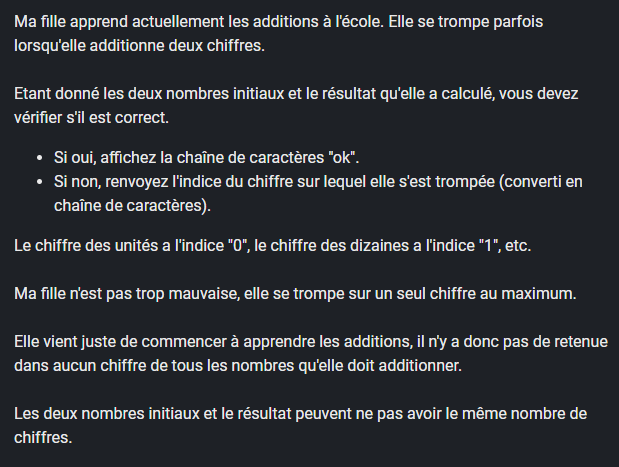 Ma fille apprend actuellement les additions à l'école. Elle se trompe parfois
lorsqu'elle additionne deux chiffres.
Etant donné les deux nombres initiaux et le résultat qu'elle a calculé, vous devez
vérifier s'il est correct.
• Si oui, affichez la chaîne de caractères "ok".
• Si non, renvoyez l'indice du chiffre sur lequel elle s'est trompée (converti en
chaîne de caractères).
Le chiffre des unités a l'indice "0", le chiffre des dizaines a l'indice "1", etc.
Ma fille n'est pas trop mauvaise, elle se trompe sur un seul chiffre au maximum.
Elle vient juste de commencer à apprendre les additions, il n'y a donc pas de retenue
dans aucun chiffre de tous les nombres qu'elle doit additionner.
Les deux nombres initiaux et le résultat peuvent ne pas avoir le même nombre de
chiffres.